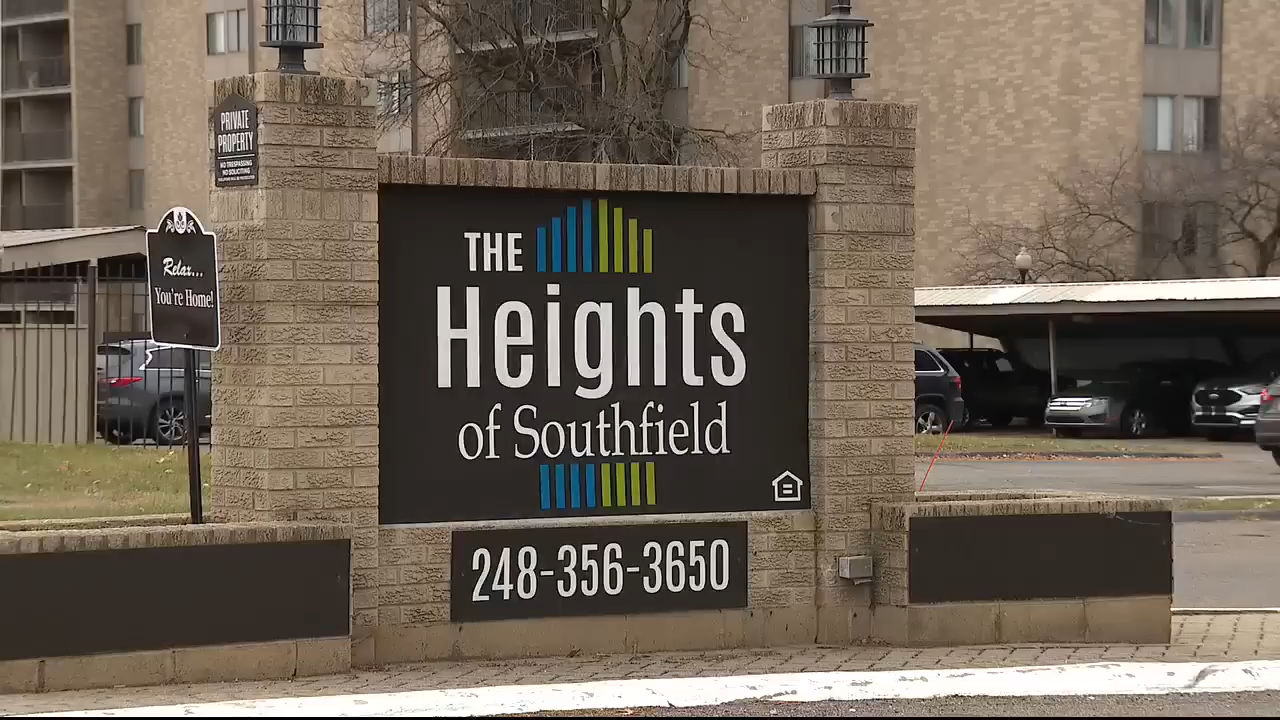 PRIVATE
PROPERTY
NO TRESPASSING
NO SOLICITING
Relax...
You're Home!
THE
Heights
of Southfield
248-356-3650